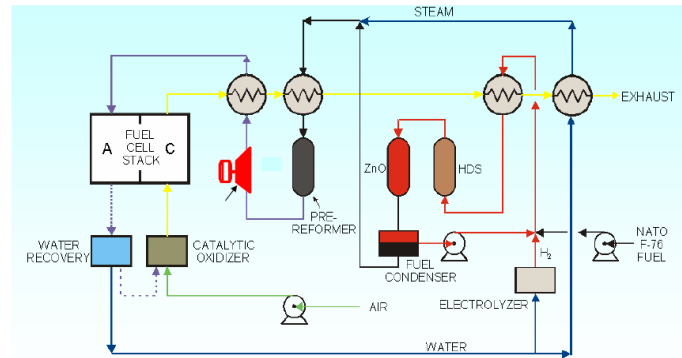 STEAM
EXHAUST
A
FUEL
CELL
STACK
C
ZnO
HDS
PRE-
REFORMER
WATER
RECOVERY
CATALYTIC
OXIDIZER
FUEL
CONDENSER
H2
NATO
F-76
FUEL
ELECTROLYZER
AIR
WATER